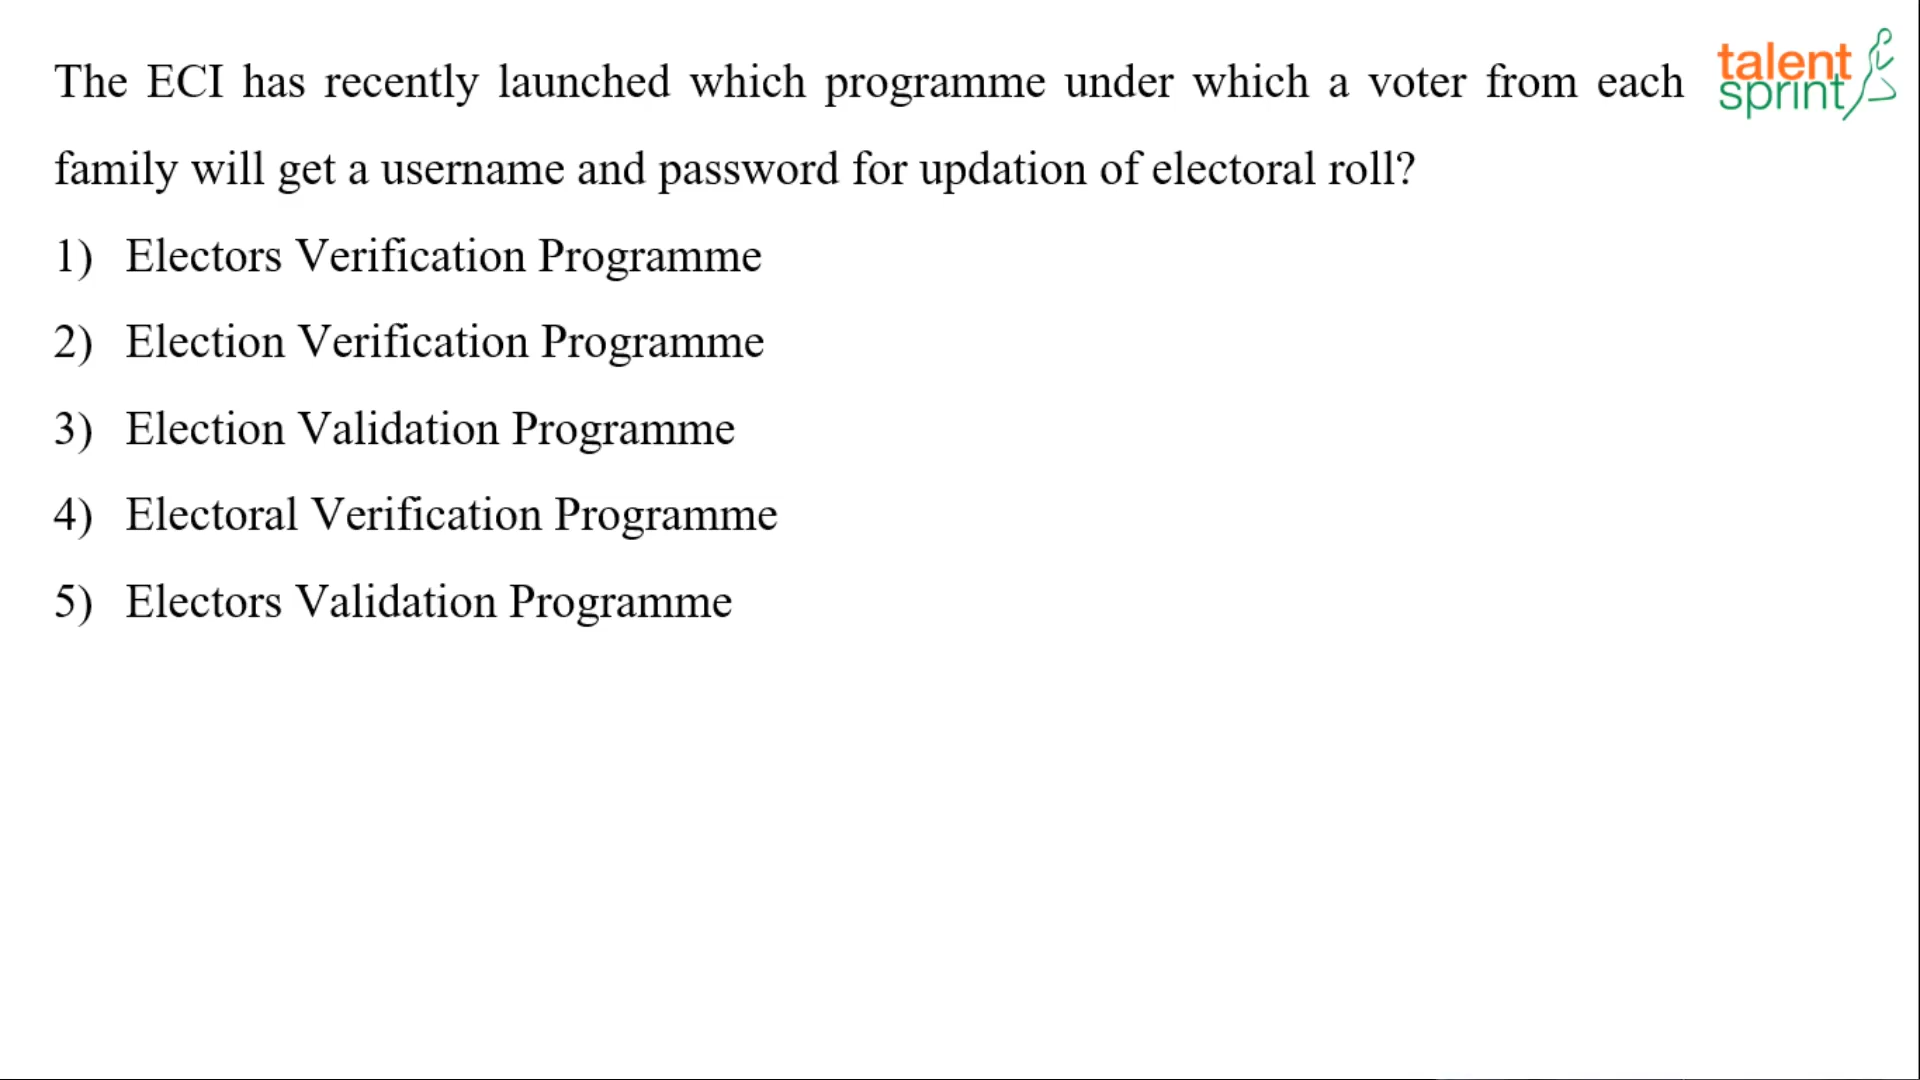 The ECI has recently launched which programme under which a voter from each
family will get a username and password for updation of electoral roll?
1) Electors Verification Programme
2) Election Verification Programme
3) Election Validation Programme
4) Electoral Verification Programme
5) Electors Validation Programme
talent
sprint